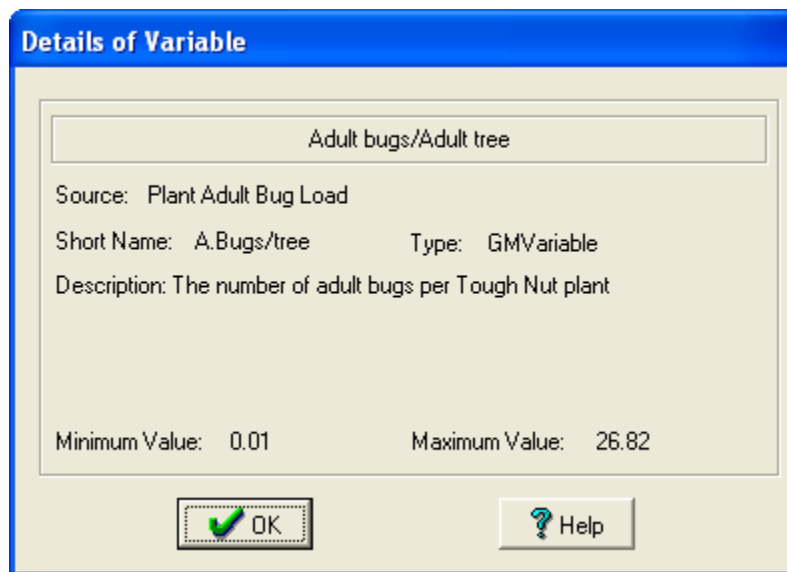 Details of Variable
Adult bugs/Adult tree
Source: Plant Adult Bug Load
Short Name: A.Bugs/tree Type: GMVariable
Description: The number of adult bugs per Tough Nut plant
Minimum Value: 0.01 Maximum Value: 26.82
OK Help